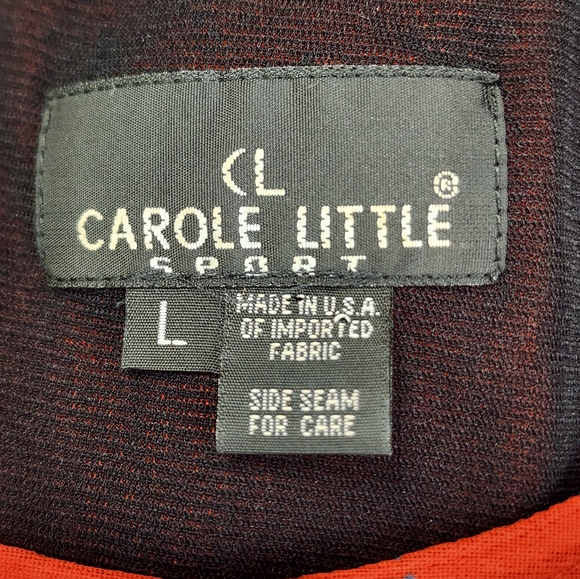 CL
CAROLE LITTLE®
SPORT
L
MADE IN U.S.A.
OF IMPORTED
FABRIC
SIDE SEAM
FOR CARE